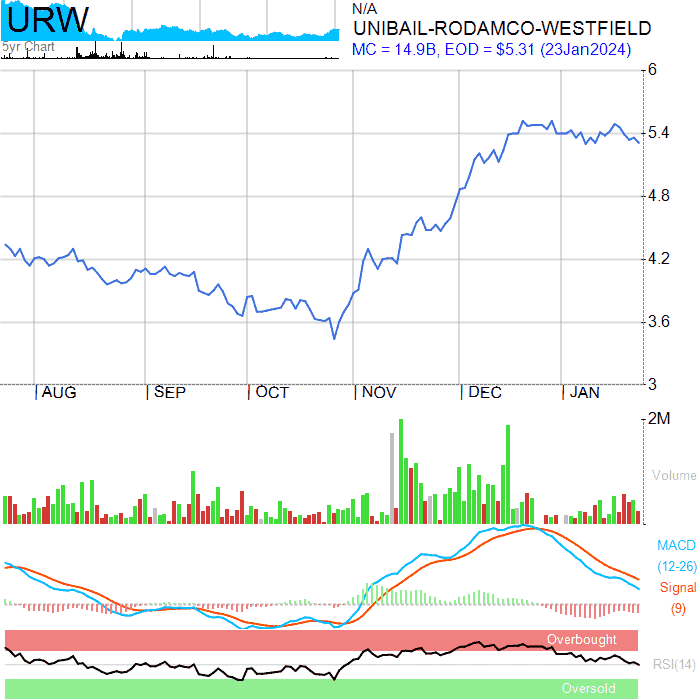 URW
5yr Chart
N/A
UNIBAIL-RODAMCO-WESTFIELD
MC = 14.9B, EOD = $5.31 (23Jan2024)
6
5.4
4.8
4.2
3.6
3
AUG SEP OCT NOV DEC JAN
2M
Volume
MACD
(12-26)
Signal
(9)
Overbought
RSI(14)
Oversold